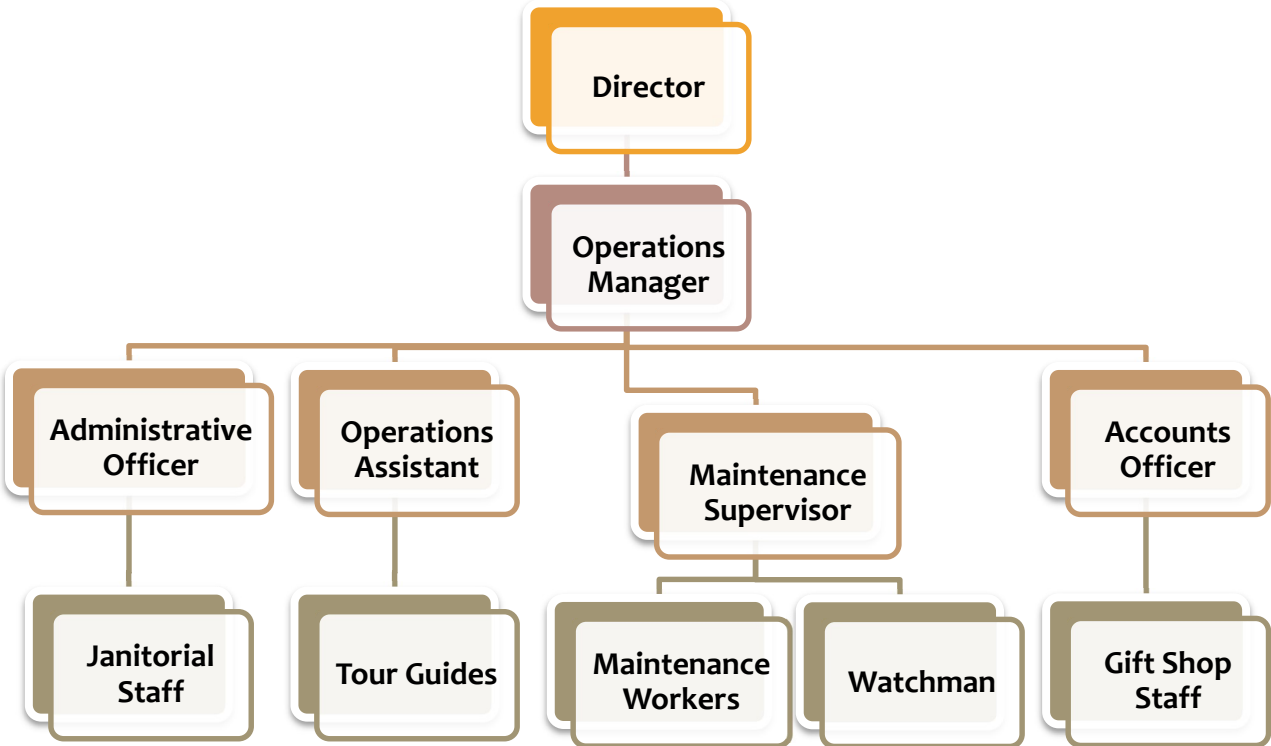 Director
Operations
Manager
Administrative
Officer
Operations
Assistant
Maintenance
Supervisor
Accounts
Officer
Janitorial
Staff
Tour Guides
Maintenance
Workers
Watchman
Gift Shop
Staff